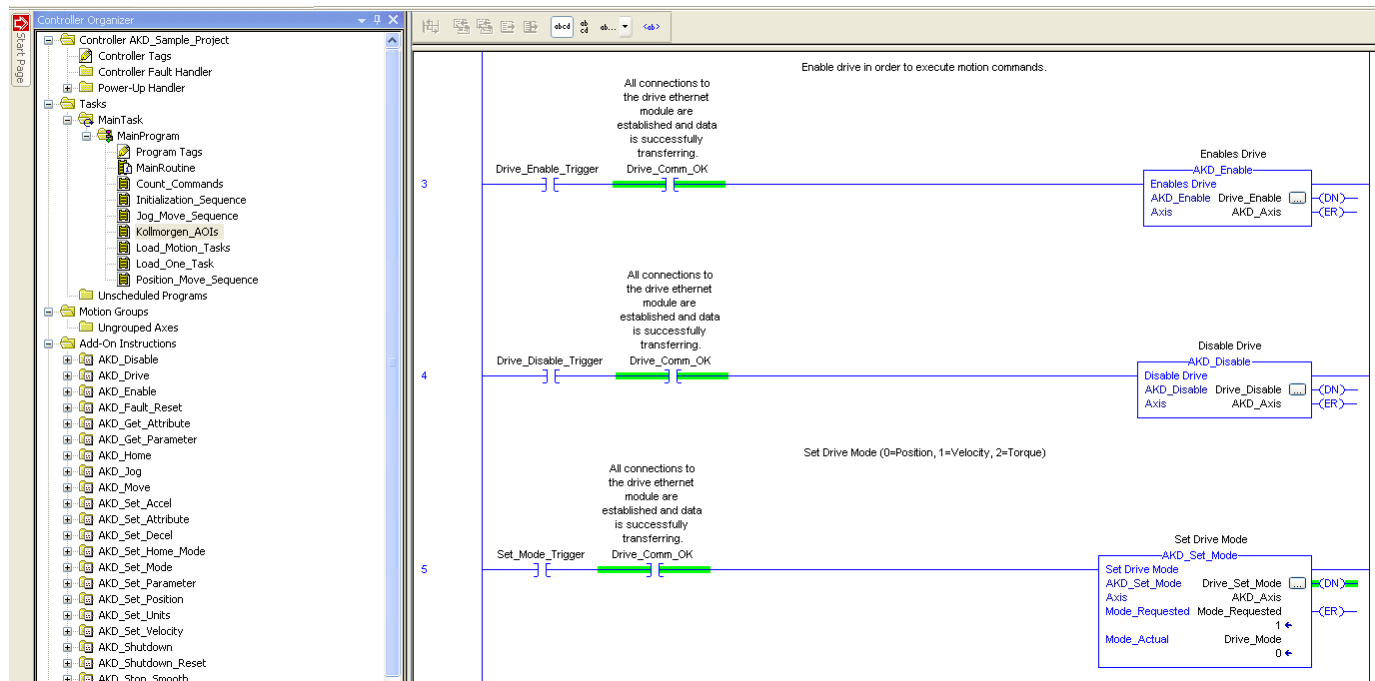 Controller Organizer
Start Page
Controller AKD_Sample_Project
Controller Tags
Controller Fault Handler
Power-Up Handler
Tasks
MainTask
MainProgram
Program Tags
MainRoutine
Count_Commands
Initialization_Sequence
Jog_Move_Sequence
Kollmorgen_AOIs
Load_Motion_Tasks
Load_One_Task
Position_Move_Sequence
Unscheduled Programs
Motion Groups
Ungrouped Axes
Add-On Instructions
AKD_Disable
AKD_Drive
AKD_Enable
AKD_Fault_Reset
AKD_Get_Attribute
AKD_Get_Parameter
AKD_Home
AKD_Jog
AKD_Move
AKD_Set_Accel
AKD_Set_Attribute
AKD_Set_Decel
AKD_Set_Home_Mode
AKD_Set_Mode
AKD_Set_Parameter
AKD_Set_Position
AKD_Set_Units
AKD_Set_Velocity
AKD_Shutdown
AKD_Shutdown_Reset
AKD_Stop_Smooth
abcd ab cd ab... <ab>
Enable drive in order to execute motion commands.
All connections to
the drive ethernet
module are
established and data
is successfully
transferring.
Drive_Enable_Trigger Drive_Comm_OK
3
Enables Drive
AKD_Enable
Enables Drive
AKD_Enable Drive_Enable ... (DN)
Axis AKD_Axis (ER)
All connections to
the drive ethernet
module are
established and data
is successfully
transferring.
Drive_Disable_Trigger Drive_Comm_OK
4
Disable Drive
AKD_Disable
Disable Drive
AKD_Disable Drive_Disable ... (DN)
Axis AKD_Axis (ER)
Set Drive Mode (0=Position, 1=Velocity, 2=Torque)
All connections to
the drive ethernet
module are
established and data
is successfully
transferring.
Set_Mode_Trigger Drive_Comm_OK
5
Set Drive Mode
AKD_Set_Mode
Set Drive Mode
AKD_Set_Mode Drive_Set_Mode ... (DN)
Axis AKD_Axis
Mode_Requested Mode_Requested (ER)
1
Mode_Actual Drive_Mode
0